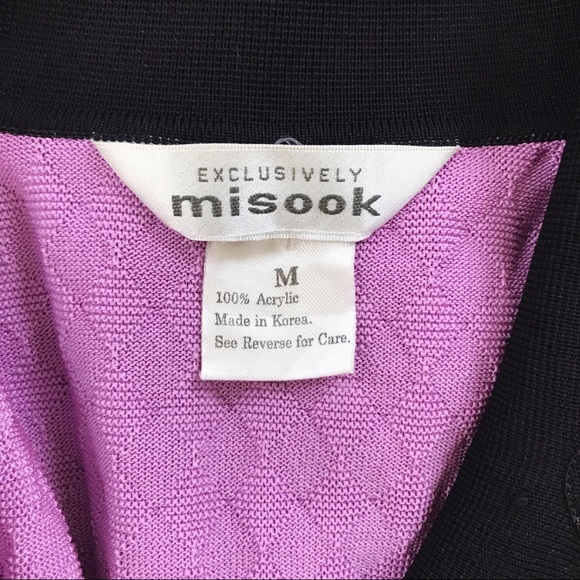 EXCLUSIVELY
misook
M
100% Acrylic
Made in Korea.
See Reverse for Care.